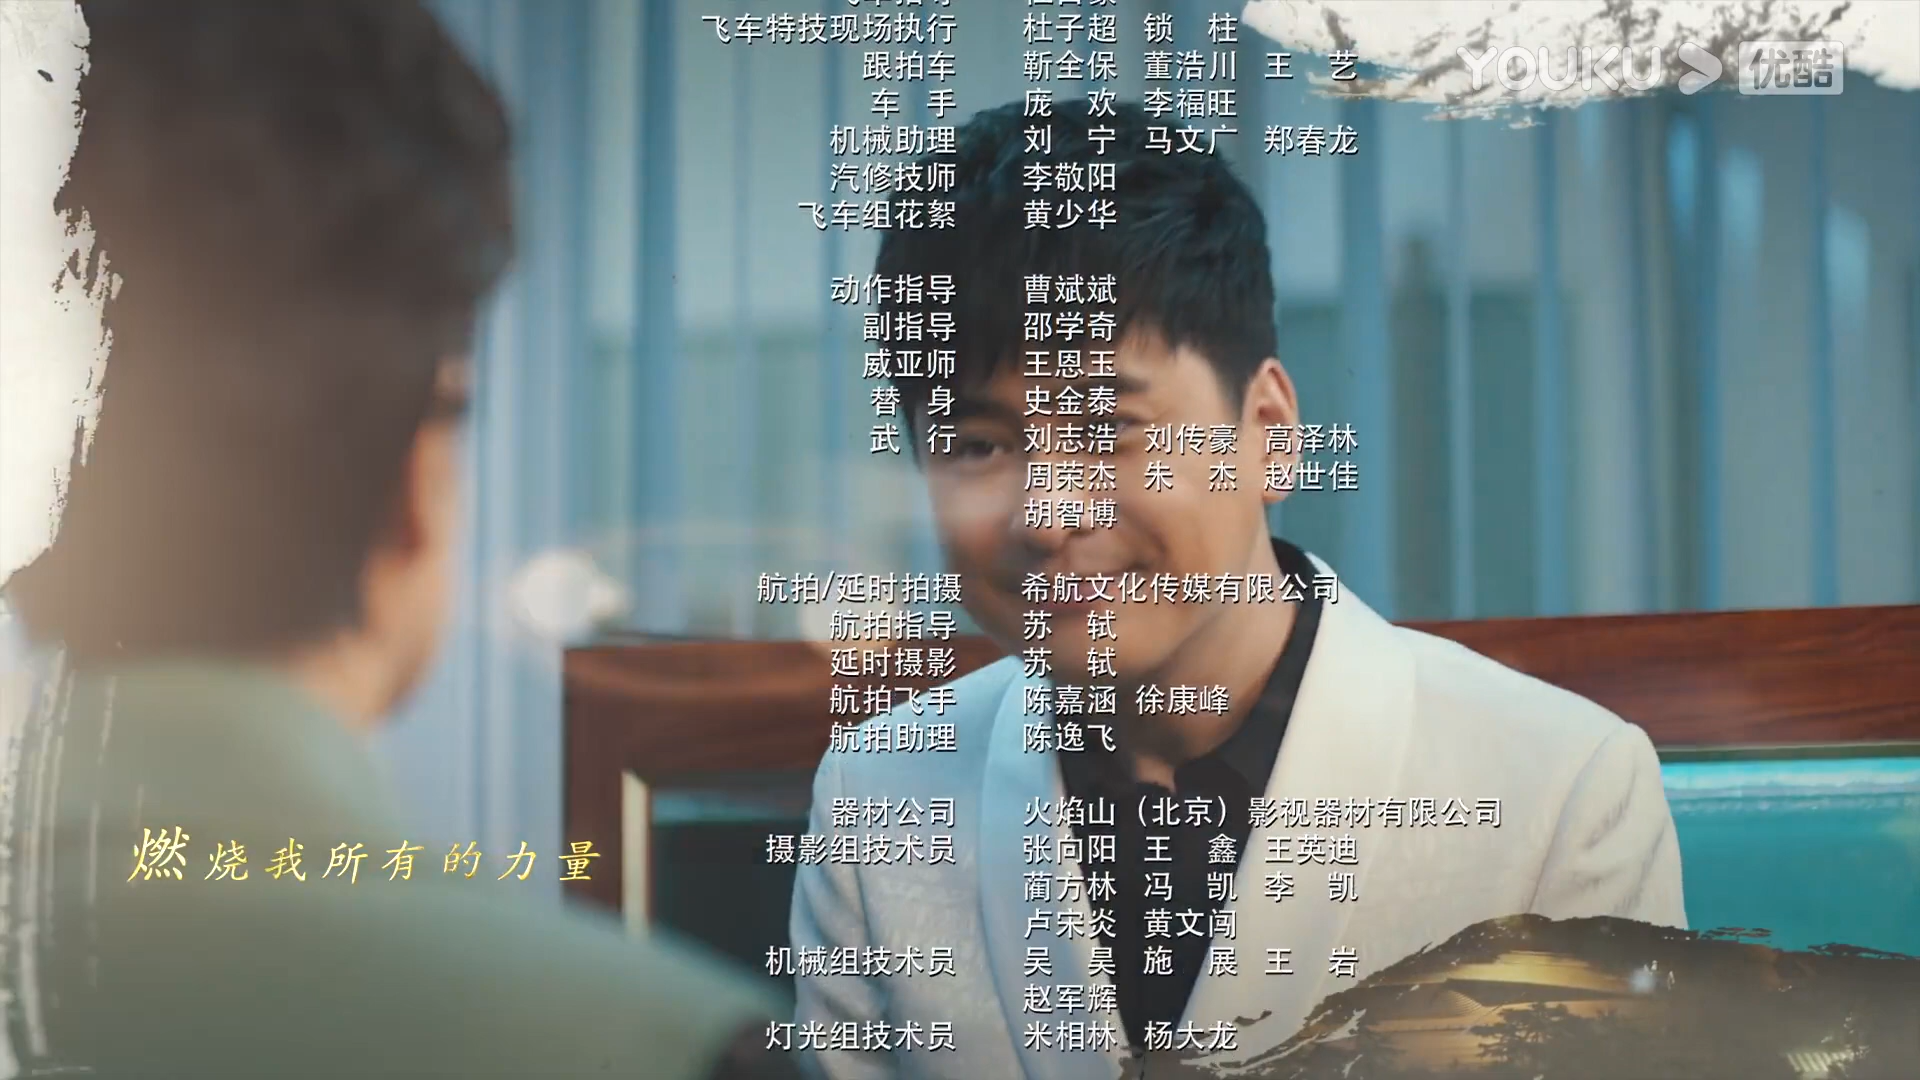 飞车特技现场执行 杜子超 锁 柱
YOUKU 优酷
跟拍车 靳全保 董浩川 王 艺
车 手 庞 欢 李福旺
机械助理 刘 宁 马文广 郑春龙
汽修技师 李敬阳
飞车组花絮 黄少华
动作指导 曹斌斌
副指导 邵学奇
威亚师 王恩玉
替 身 史金泰
武 行 刘志浩 刘传豪 高泽林
周荣杰 朱 杰 赵世佳
胡智博
航拍/延时拍摄 希航文化传媒有限公司
航拍指导 苏 轼
延时摄影 苏 轼
航拍飞手 陈嘉涵 徐康峰
航拍助理 陈逸飞
器材公司 火焰山（北京）影视器材有限公司
摄影组技术员 张向阳 王 鑫 王英迪
燃烧我所有的力量
蔺方林 冯 凯 李 凯
卢宋炎 黄文闯
机械组技术员 吴 昊 施 展 王 岩
赵军辉
灯光组技术员 米相林 杨大龙